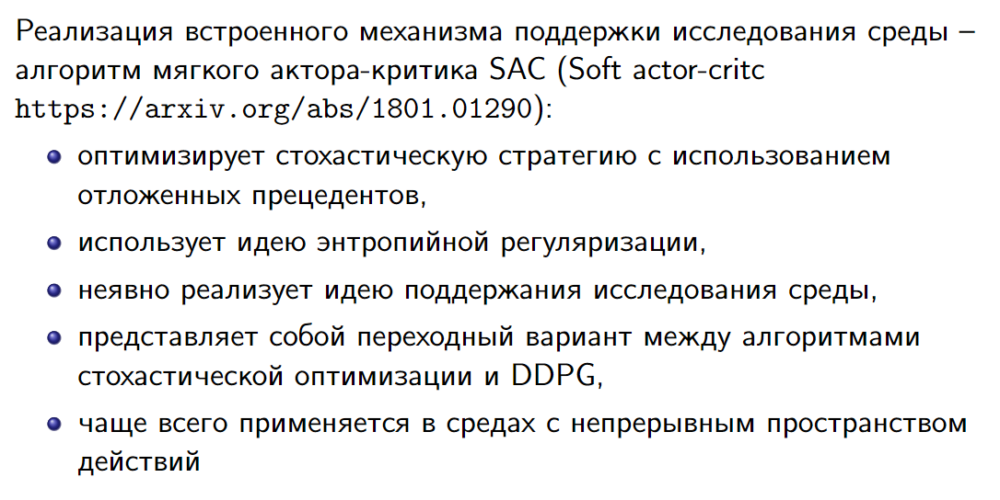 Реализация встроенного механизма поддержки исследования среды –
алгоритм мягкого актора-критика SAC (Soft actor-critc
https://arxiv.org/abs/1801.01290):
оптимизирует стохастическую стратегию с использованием
отложенных прецедентов,
использует идею энтропийной регуляризации,
неявно реализует идею поддержания исследования среды,
представляет собой переходный вариант между алгоритмами
стохастической оптимизации и DDPG,
чаще всего применяется в средах с непрерывным пространством
действий